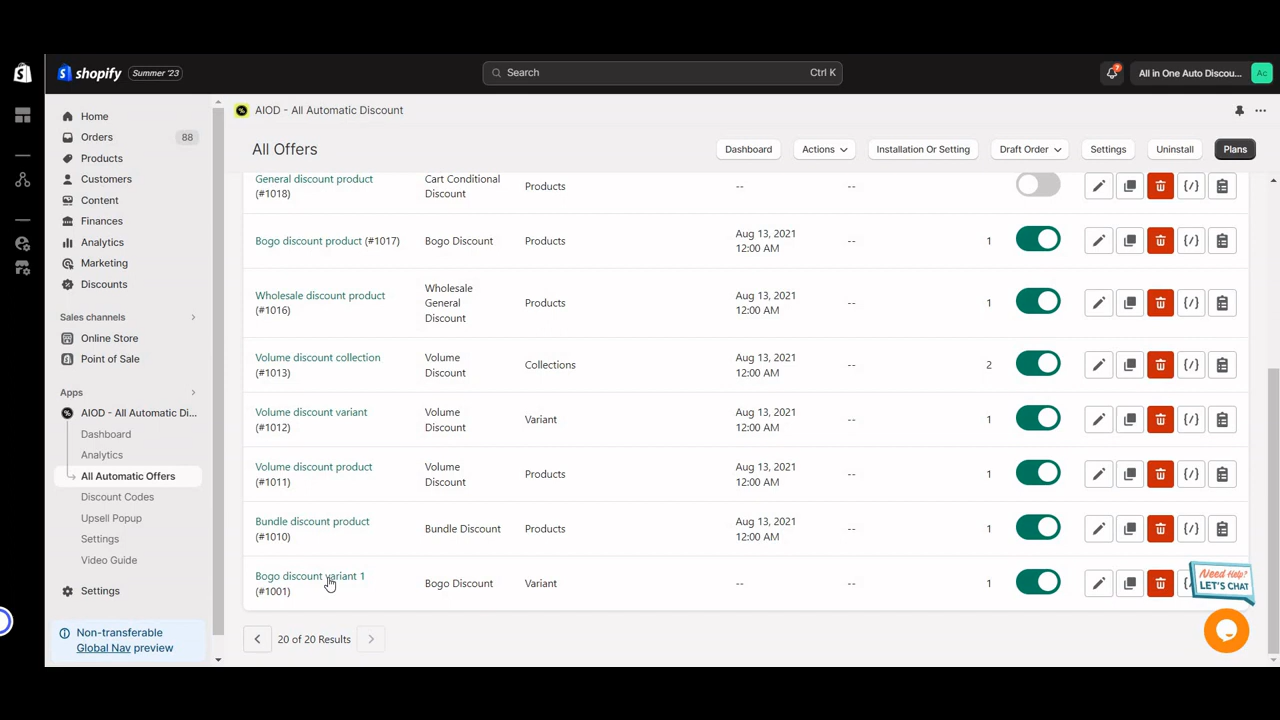 shopify Summer '23
Search Ctrl K
7
All in One Auto Discou... Ac
Home
Orders 88
Products
Customers
Content
Finances
Analytics
Marketing
Discounts
Sales channels
Online Store
Point of Sale
Apps
AIOD - All Automatic Di...
Dashboard
Analytics
All Automatic Offers
Discount Codes
Upsell Popup
Settings
Video Guide
Settings
Non-transferable
Global Nav preview
AIOD - All Automatic Discount
All Offers
Dashboard Actions Installation Or Setting Draft Order Settings Uninstall Plans
General discount product Cart Conditional
(#1018) Discount Products -- --
Bogo discount product (#1017) Bogo Discount Products Aug 13, 2021 -- 1
12:00 AM
Wholesale discount product Wholesale
(#1016) General Products Aug 13, 2021 -- 1
Discount 12:00 AM
Volume discount collection Volume Collections Aug 13, 2021 -- 2
(#1013) Discount 12:00 AM
Volume discount variant Volume Variant Aug 13, 2021 -- 1
(#1012) Discount 12:00 AM
Volume discount product Volume Products Aug 13, 2021 -- 1
(#1011) Discount 12:00 AM
Bundle discount product Bundle Discount Products Aug 13, 2021 -- 1
(#1010) 12:00 AM
Bogo discount variant 1 Bogo Discount Variant -- -- 1
(#1001)
20 of 20 Results
Need Help?
LET'S CHAT